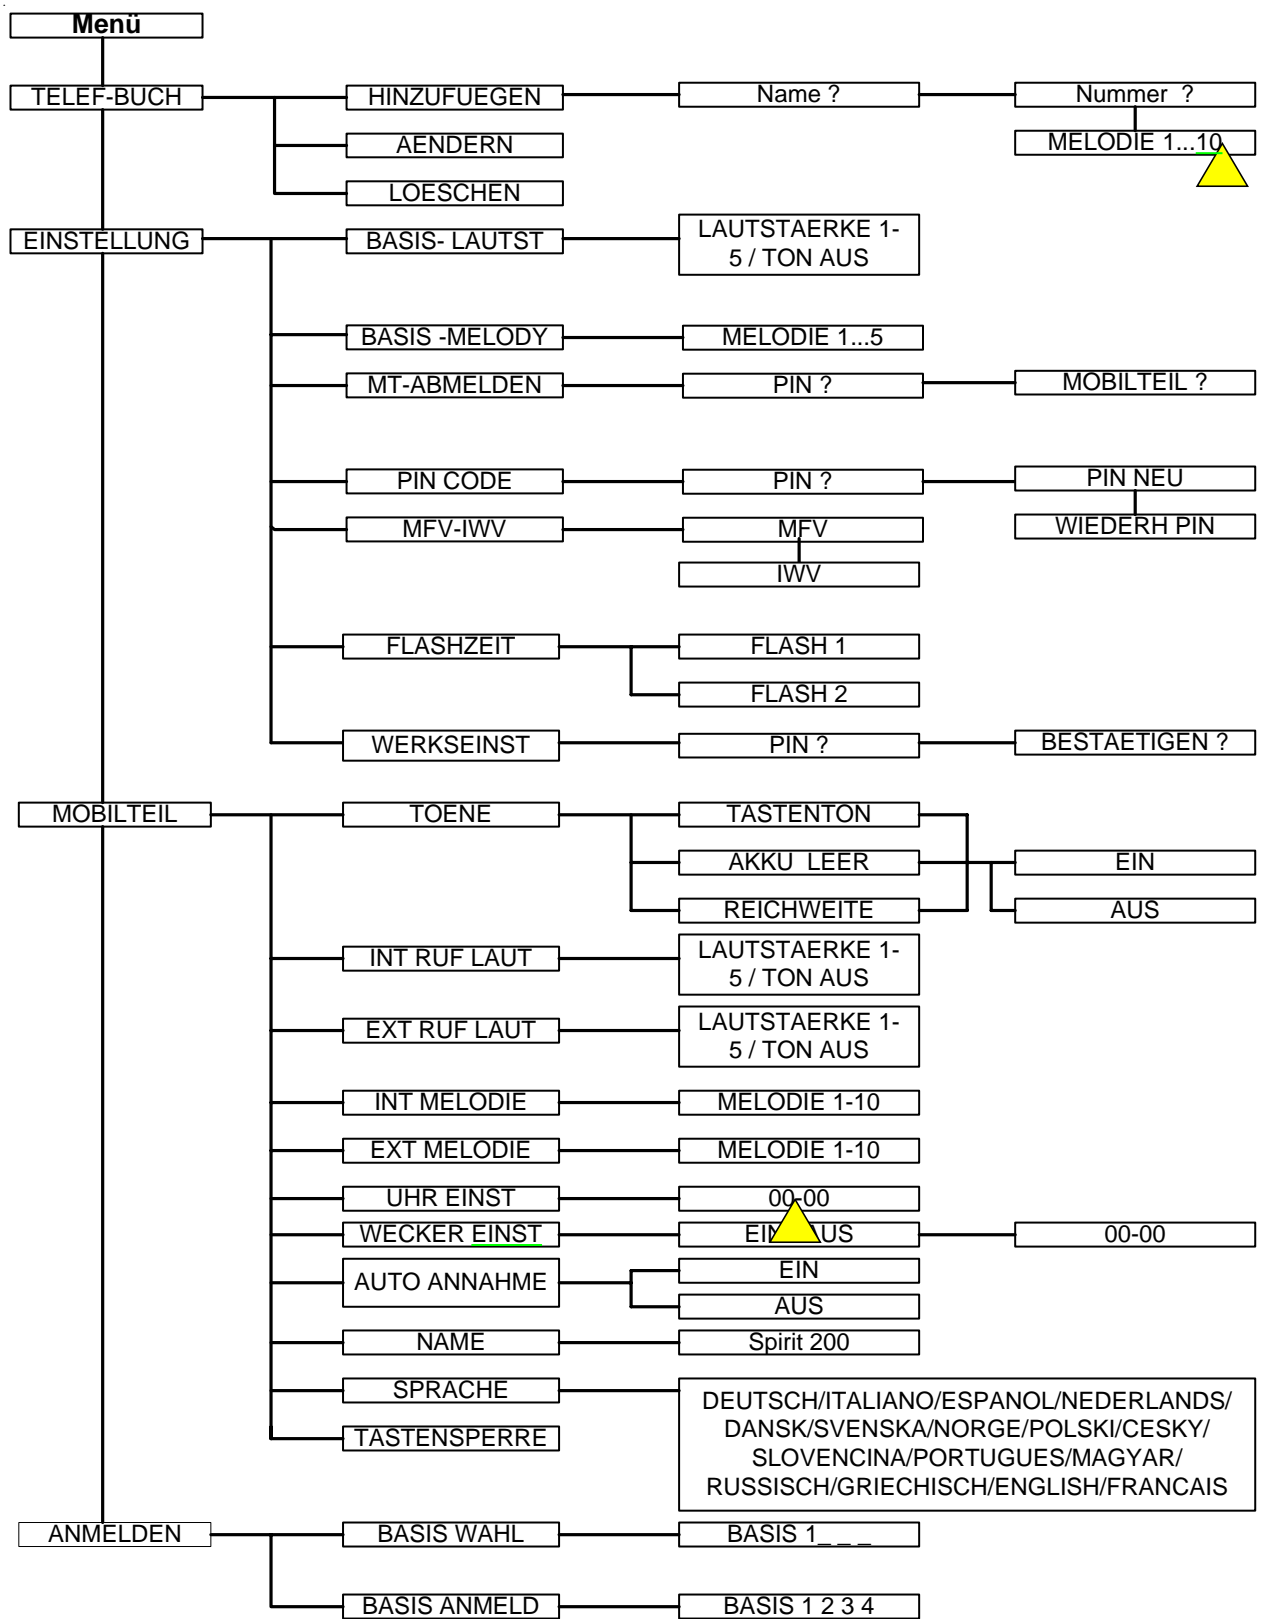 Menü
TELEF-BUCH
HINZUFUEGEN
Name ?
Nummer ?
AENDERN
MELODIE 1...10
LOESCHEN
EINSTELLUNG
BASIS- LAUTST
LAUTSTAERKE 1-
5 / TON AUS
BASIS -MELODY
MELODIE 1...5
MT-ABMELDEN
PIN ?
MOBILTEIL ?
PIN CODE
PIN ?
PIN NEU
MFV-IWV
MFV
WIEDERH PIN
IWV
FLASHZEIT
FLASH 1
FLASH 2
WERKSEINST
PIN ?
BESTAETIGEN ?
MOBILTEIL
TOENE
TASTENTON
AKKU LEER
EIN
REICHWEITE
AUS
INT RUF LAUT
LAUTSTAERKE 1-
5 / TON AUS
EXT RUF LAUT
LAUTSTAERKE 1-
5 / TON AUS
INT MELODIE
MELODIE 1-10
EXT MELODIE
MELODIE 1-10
UHR EINST
00-00
WECKER EINST
AUS
00-00
AUTO ANNAHME
EIN
AUS
NAME
Spirit 200
SPRACHE
DEUTSCH/ITALIANO/ESPANOL/NEDERLANDS/
DANSK/SVENSKA/NORGE/POLSKI/CESKY/
SLOVENCINA/PORTUGUES/MAGYAR/
RUSSISCH/GRIECHISCH/ENGLISH/FRANCAIS
TASTENSPERRE
ANMELDEN
BASIS WAHL
BASIS 1_ _ _
BASIS ANMELD
BASIS 1 2 3 4